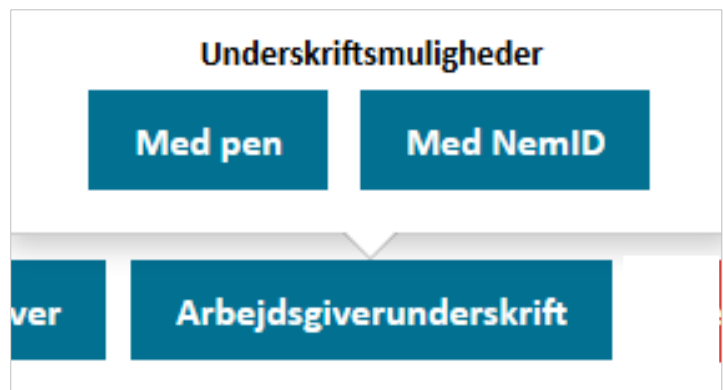 Underskriftsmuligheder
Med pen Med NemID
ver Arbejdsgiverunderskrift